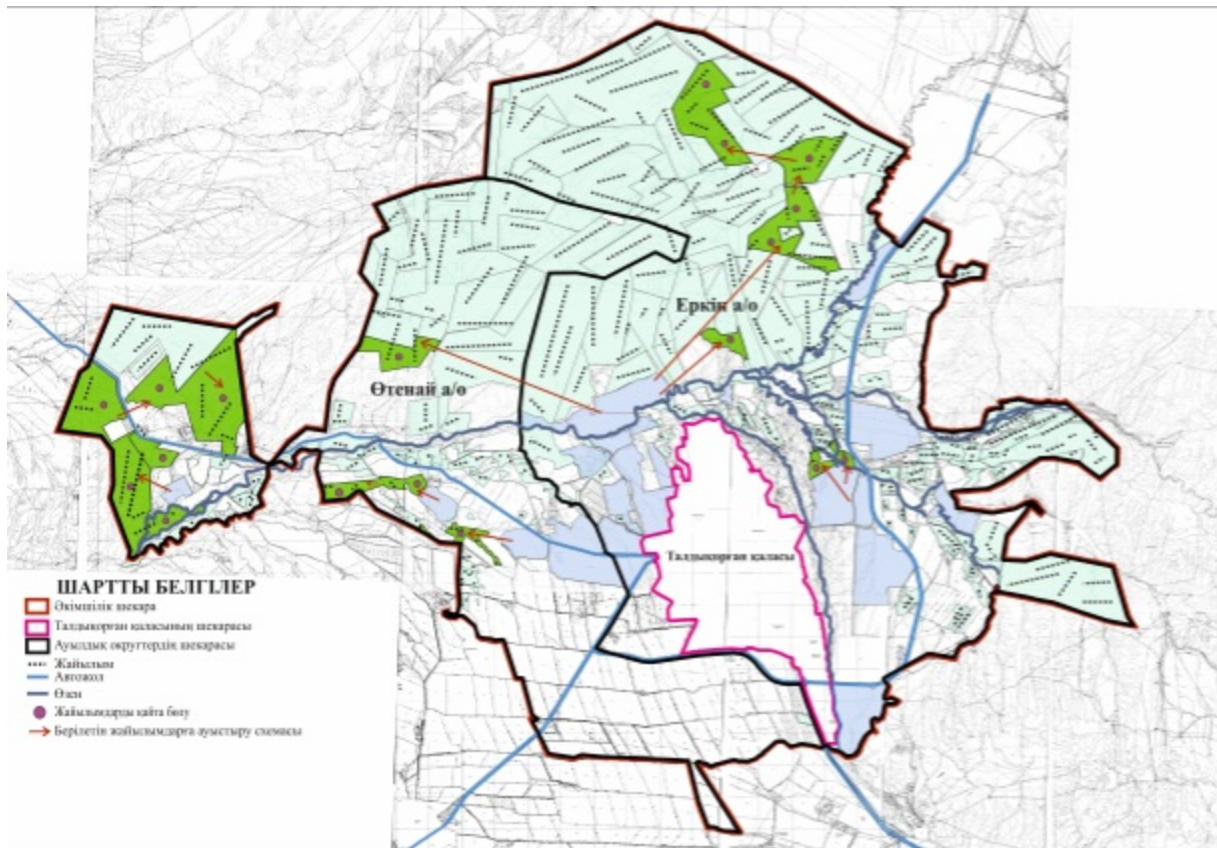 Еркін а/о
Өтенай а/о
Талдықорған қаласы
ШАРТТЫ БЕЛГІЛЕР
Әкімшілік шекара
Талдықорған қаласының шекарасы
Ауылдық округтердің шекарасы
Жайылым
Автожол
Өзен
Жайылымдарды қайта бөлу
Берілетін жайылымдарға ауыстыру схемасы